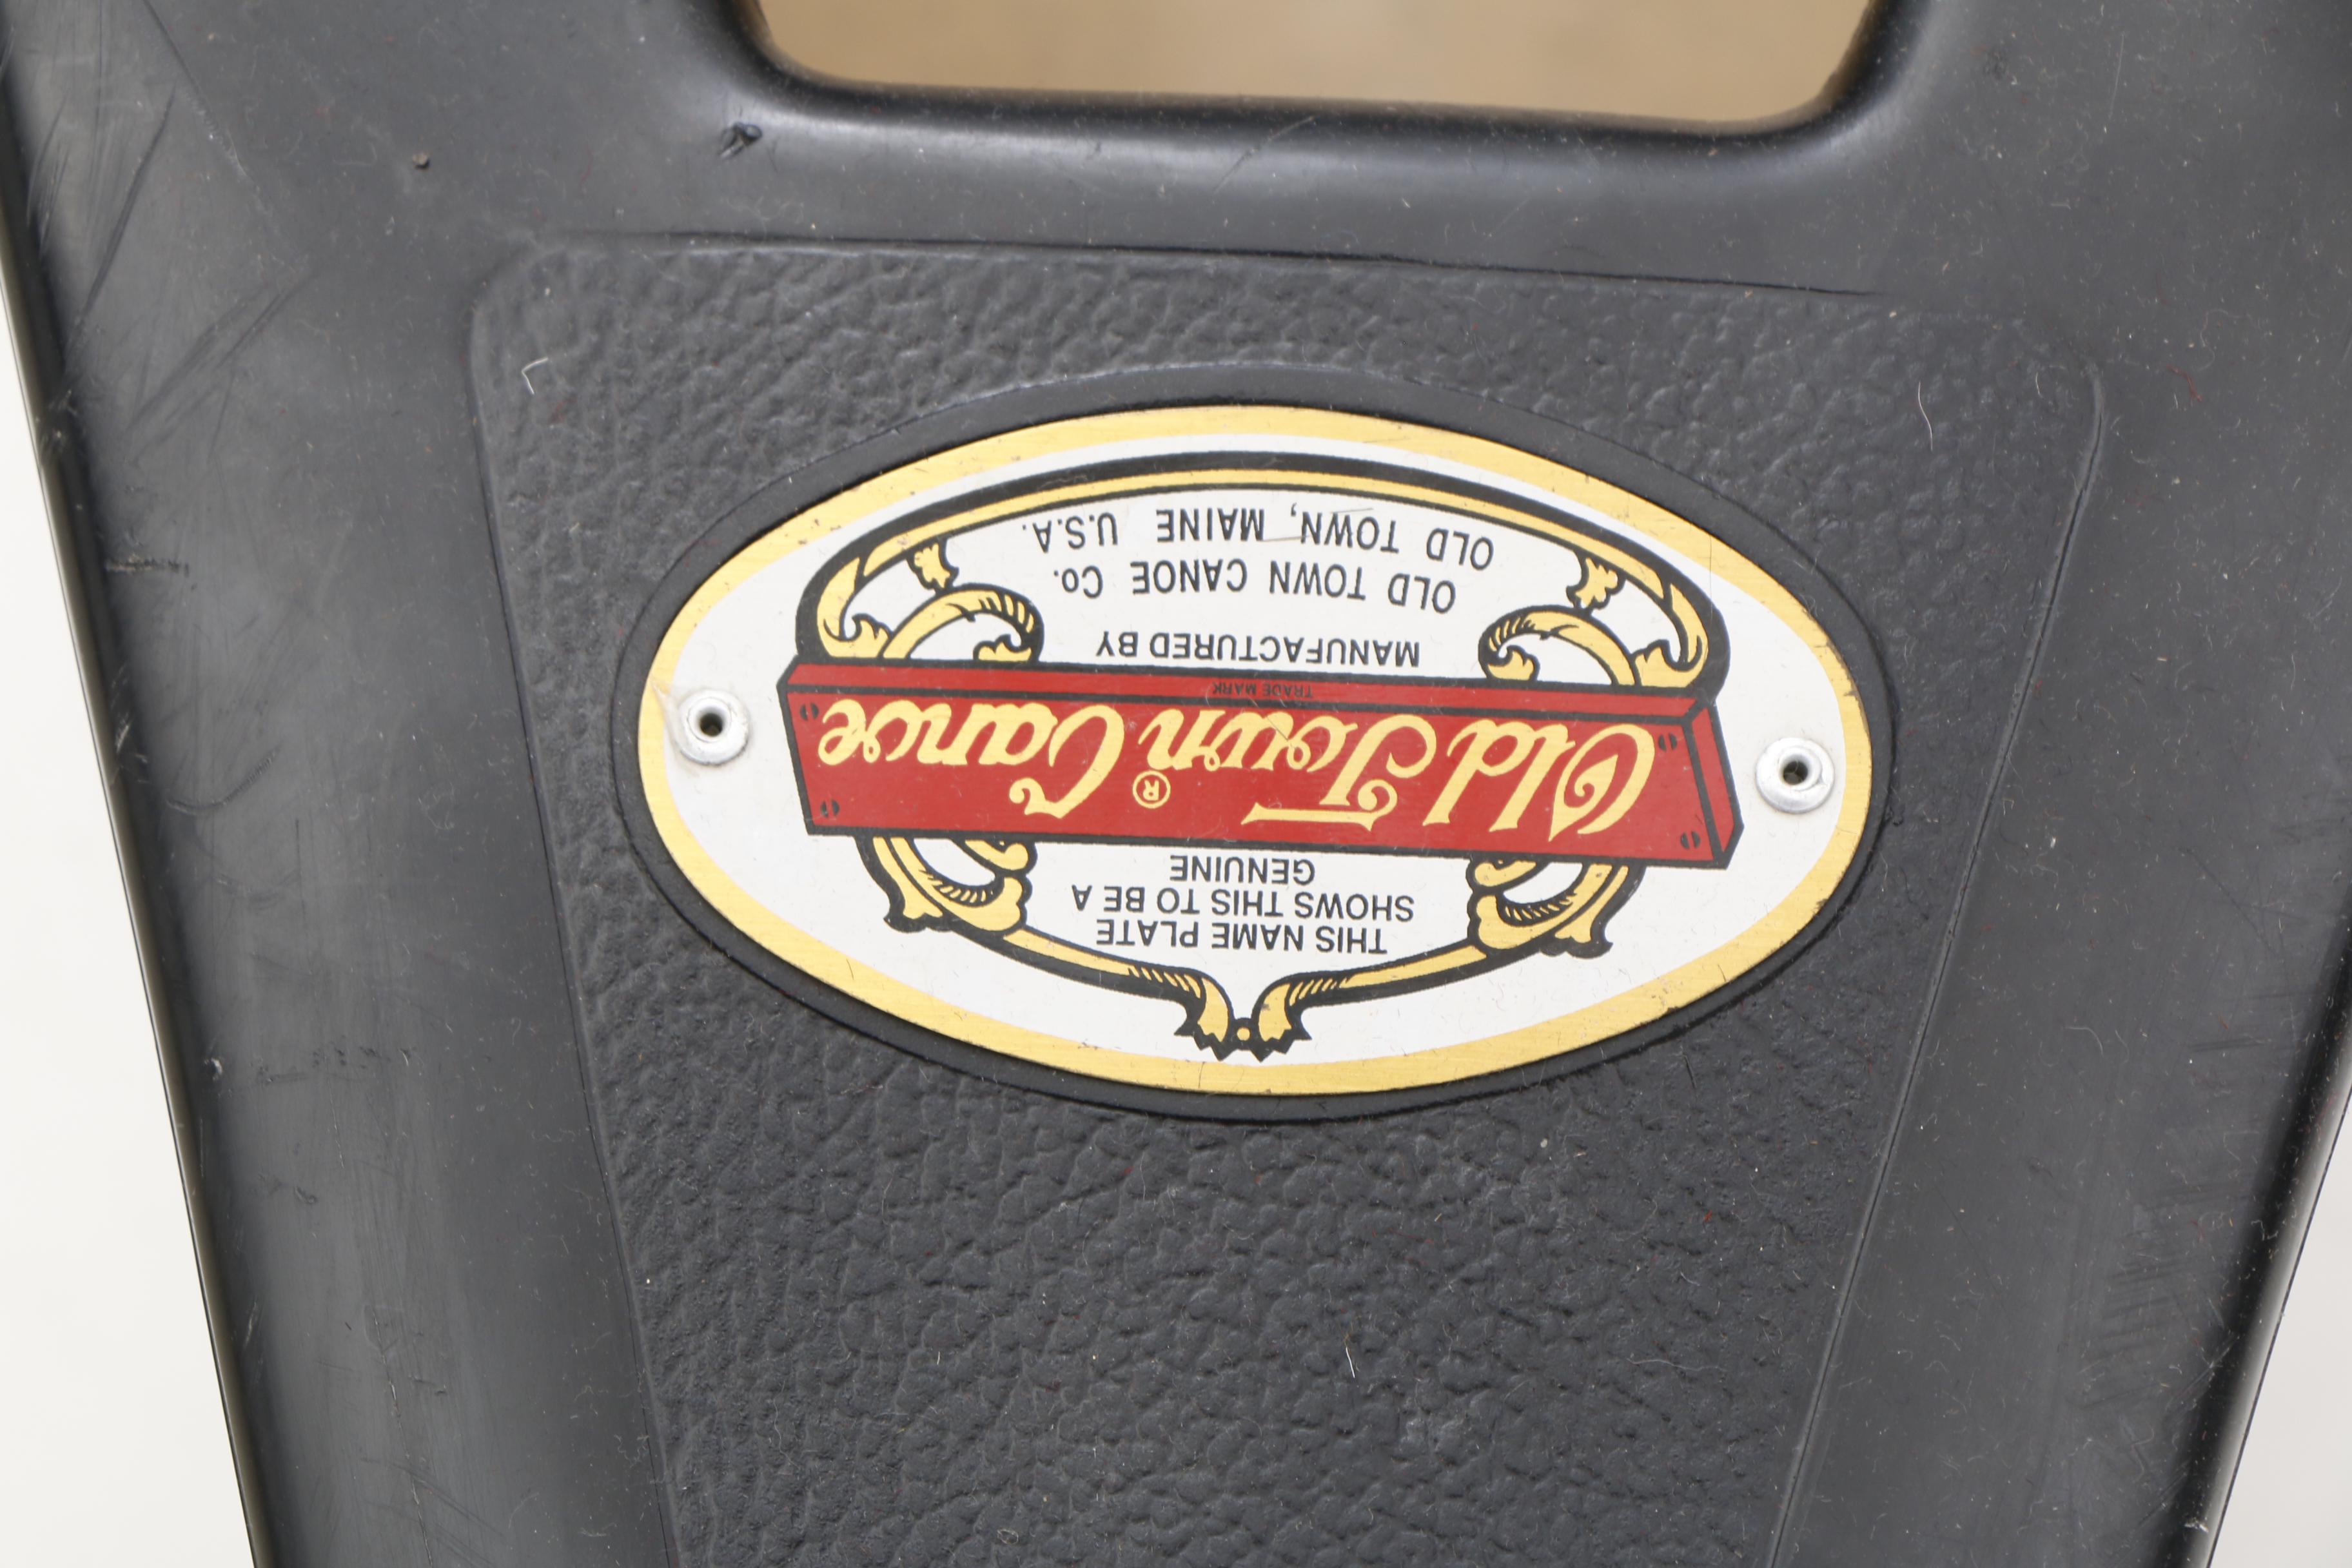 THIS NAME PLATE
SHOWS THIS TO BE A
GENUINE
Old Town® Canoe
TRADE MARK
MANUFACTURED BY
OLD TOWN CANOE Co.
OLD TOWN, MAINE U.S.A.